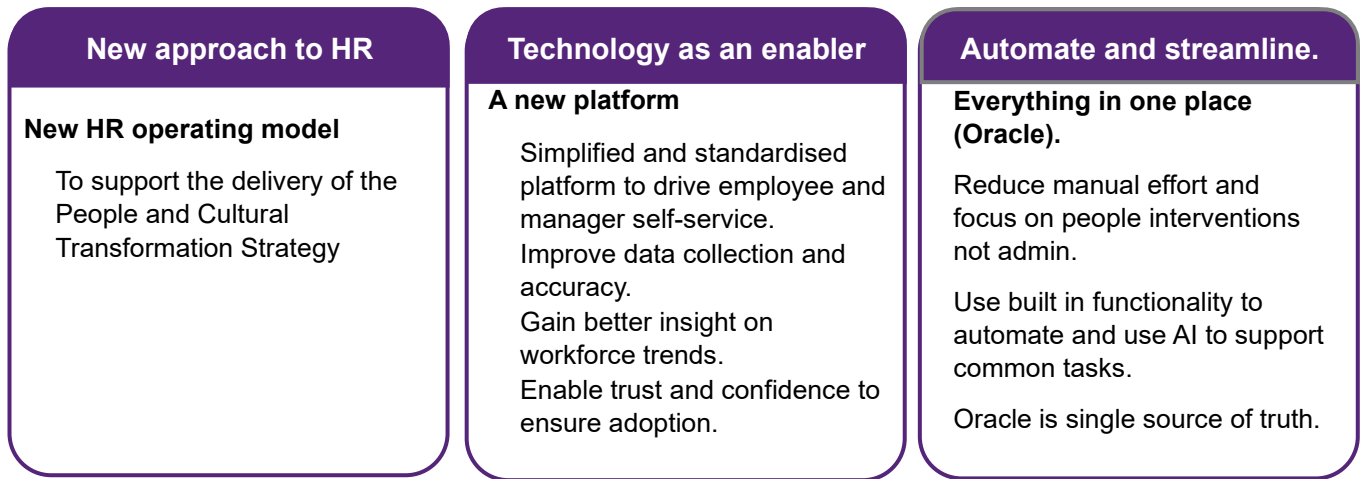 New approach to HR
New HR operating model
To support the delivery of the
People and Cultural
Transformation Strategy
Technology as an enabler
A new platform
Simplified and standardised
platform to drive employee and
manager self-service.
Improve data collection and
accuracy.
Gain better insight on
workforce trends.
Enable trust and confidence to
ensure adoption.
Automate and streamline.
Everything in one place
(Oracle).
Reduce manual effort and
focus on people interventions
not admin.
Use built in functionality to
automate and use AI to support
common tasks.
Oracle is single source of truth.